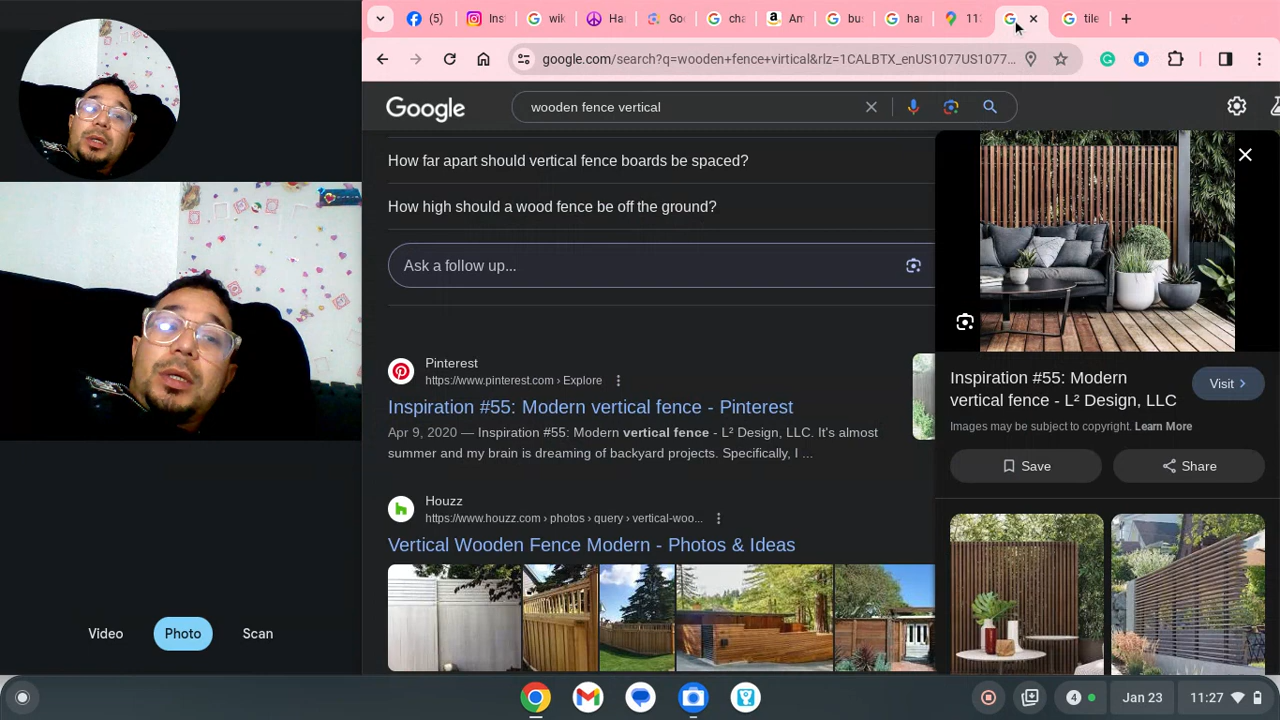 (5)
Ins
wik
Ha
Goo
cha
Am
bu
ha
11
tile
google.com/search?q=wooden+fence+virtical&rlz=1CALBTX_enUS1077US1077...
Google
wooden fence vertical
How far apart should vertical fence boards be spaced?
How high should a wood fence be off the ground?
Ask a follow up...
Pinterest
https://www.pinterest.com › Explore
Inspiration #55: Modern vertical fence - Pinterest
Apr 9, 2020 — Inspiration #55: Modern vertical fence - L² Design, LLC. It's almost
summer and my brain is dreaming of backyard projects. Specifically, I ...
Houzz
https://www.houzz.com › photos › query › vertical-woo...
Vertical Wooden Fence Modern - Photos & Ideas
Inspiration #55: Modern
vertical fence - L² Design, LLC
Visit
Images may be subject to copyright. Learn More
Save
Share
Video
Photo
Scan
4
Jan 23
11:27